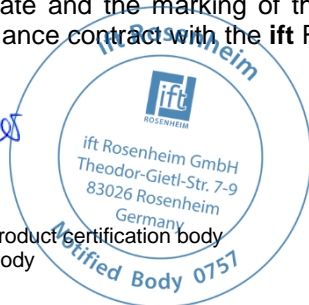 ate and the marking of th
ance contract with the ift R
ift Rosenheim
ift
ROSENHEIM
ift Rosenheim GmbH
Theodor-Gietl-Str. 7-9
83026 Rosenheim
Germany
roduct certification body
ody
Notified Body 0757